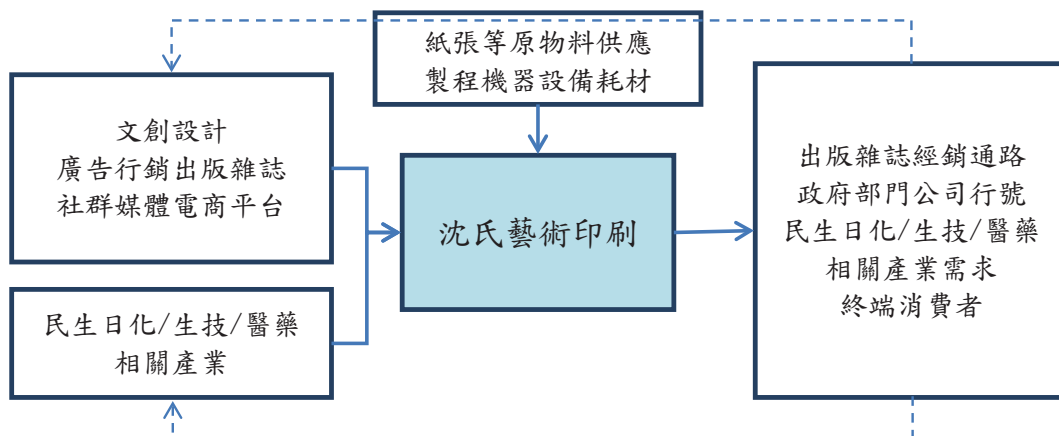 紙張等原物料供應
製程機器設備耗材
文創設計
廣告行銷出版雜誌
社群媒體電商平台
民生日化/生技/醫藥
相關產業
沈氏藝術印刷
出版雜誌經銷通路
政府部門公司行號
民生日化/生技/醫藥
相關產業需求
終端消費者